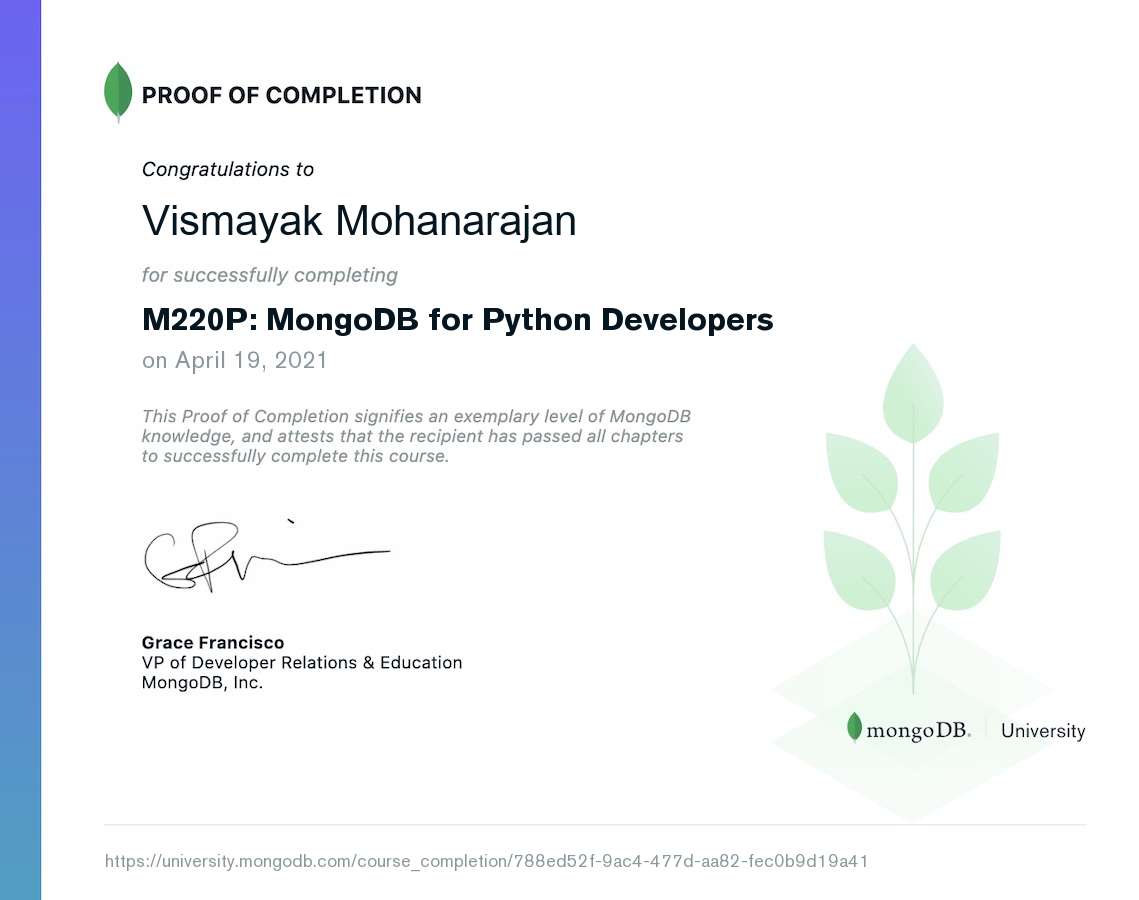 PROOF OF COMPLETION
Congratulations to
Vismayak Mohanarajan
for successfully completing
M220P: MongoDB for Python Developers
on April 19, 2021
This Proof of Completion signifies an exemplary level of MongoDB
knowledge, and attests that the recipient has passed all chapters
to successfully complete this course.
Grace Francisco
VP of Developer Relations & Education
MongoDB, Inc.
mongoDB. University
https://university.mongodb.com/course_completion/788ed52f-9ac4-477d-aa82-fec0b9d19a41